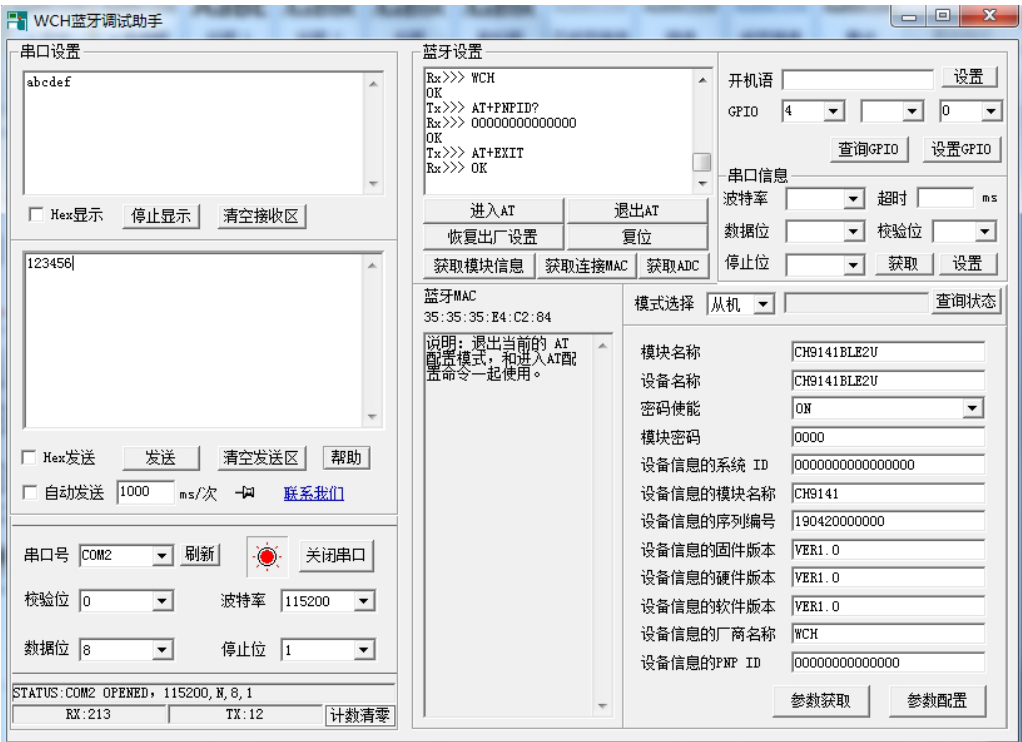 WCH蓝牙调试助手
串口设置
abcdef
Hex显示 停止显示 清空接收区
123456
Hex发送 发送 清空发送区 帮助
自动发送 1000 ms/次 联系我们
串口号 COM2 刷新 关闭串口
校验位 0 波特率 115200
数据位 8 停止位 1
STATUS:COM2 OPENED, 115200,N,8,1
RX:213 TX:12 计数清零
蓝牙设置
Rx>>> WCH
OK
Tx>>> AT+PNPID?
Rx>>> 00000000000000
OK
Tx>>> AT+EXIT
Rx>>> OK
进入AT 退出AT
恢复出厂设置 复位
获取模块信息 获取连接MAC 获取ADC
开机语 设置
GPIO 4 0
查询GPIO 设置GPIO
串口信息
波特率 超时 ms
数据位 校验位
停止位 获取 设置
蓝牙MAC
35:35:35:E4:C2:84
说明：退出当前的 AT
配置模式，和进入AT配
置命令一起使用。
模式选择 从机 查询状态
模块名称 CH9141BLE2U
设备名称 CH9141BLE2U
密码使能 ON
模块密码 0000
设备信息的系统 ID 0000000000000000
设备信息的模块名称 CH9141
设备信息的序列编号 190420000000
设备信息的固件版本 VER1.0
设备信息的硬件版本 VER1.0
设备信息的软件版本 VER1.0
设备信息的厂商名称 WCH
设备信息的PNP ID 00000000000000
参数获取 参数配置